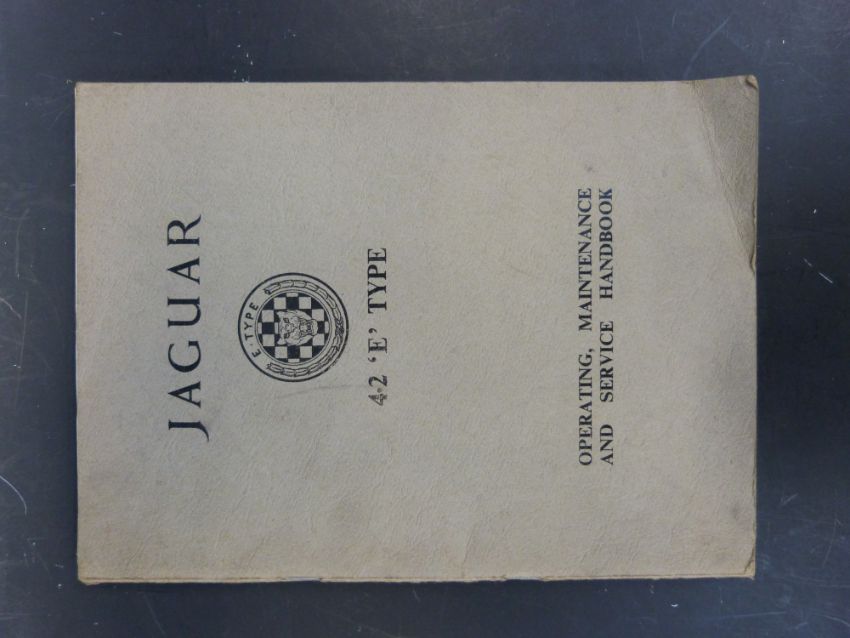 JAGUAR
E·TYPE
4·2 ‘E’ TYPE
OPERATING, MAINTENANCE
AND SERVICE HANDBOOK